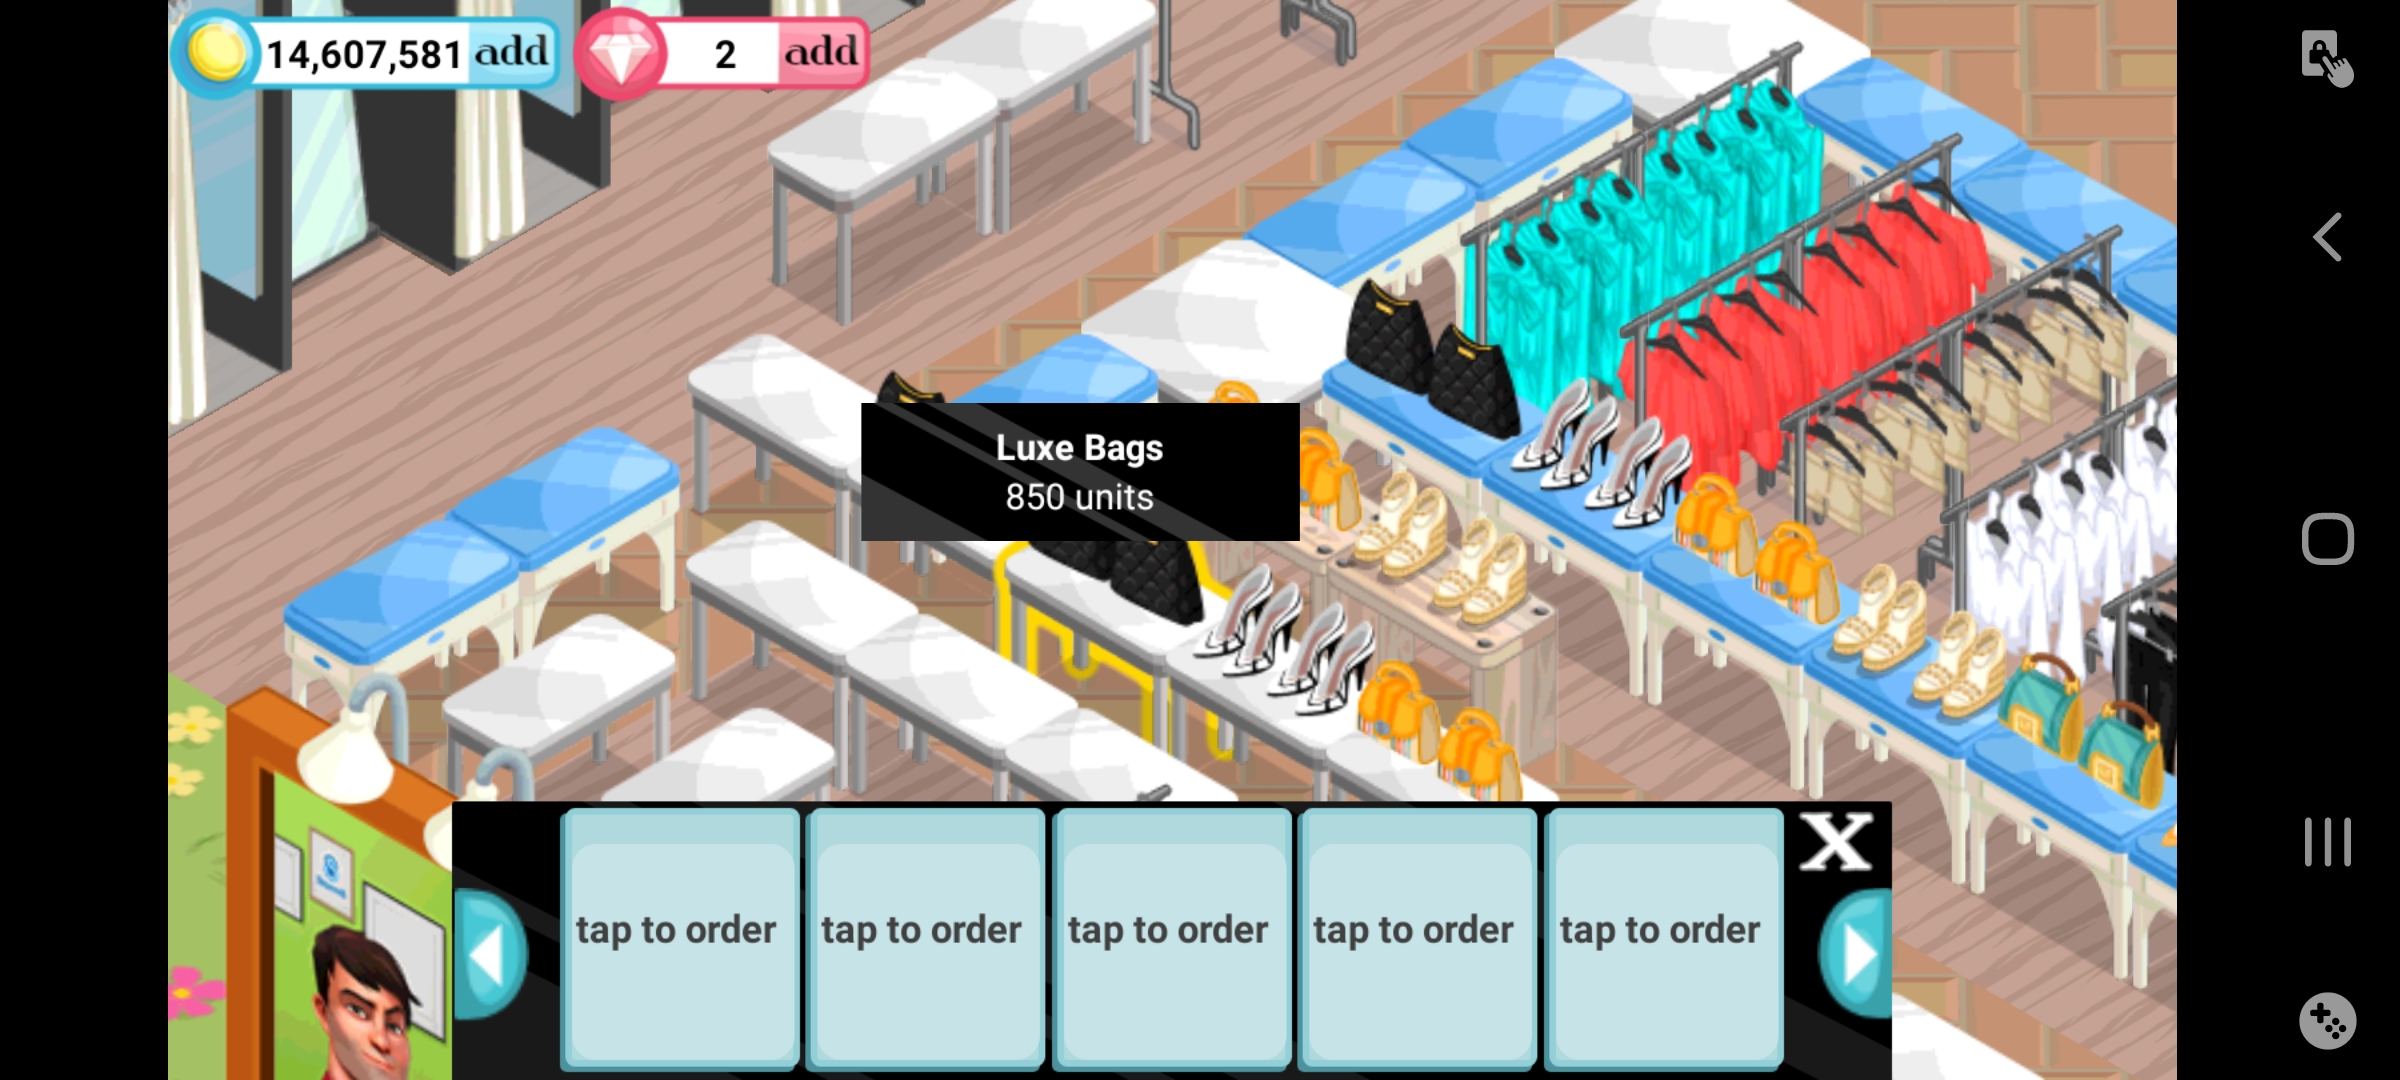 14,607,581 add
2 add
Luxe Bags
850 units
X
tap to order
tap to order
tap to order
tap to order
tap to order